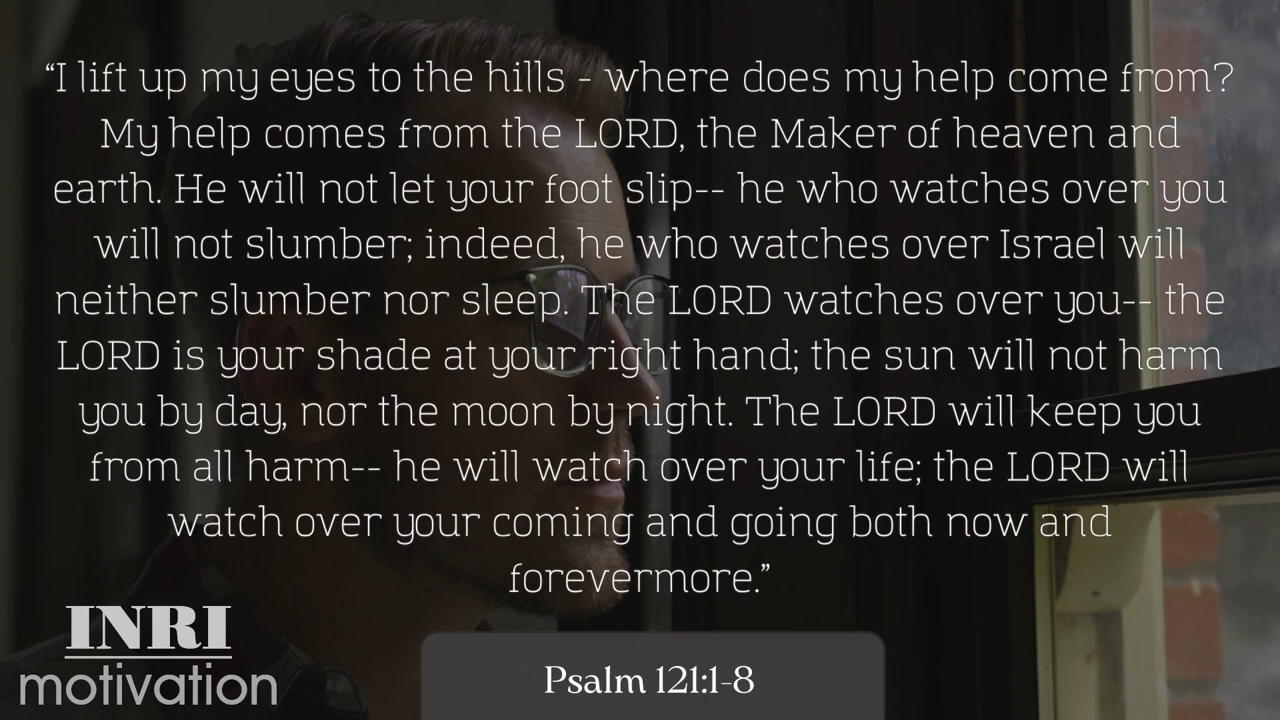 “I lift up my eyes to the hills - where does my help come from?
My help comes from the LORD, the Maker of heaven and
earth. He will not let your foot slip-- he who watches over you
will not slumber; indeed, he who watches over Israel will
neither slumber nor sleep. The LORD watches over you-- the
LORD is your shade at your right hand; the sun will not harm
you by day, nor the moon by night. The LORD will keep you
from all harm-- he will watch over your life; the LORD will
watch over your coming and going both now and
forevermore.”
INRI
motivation
Psalm 121:1-8